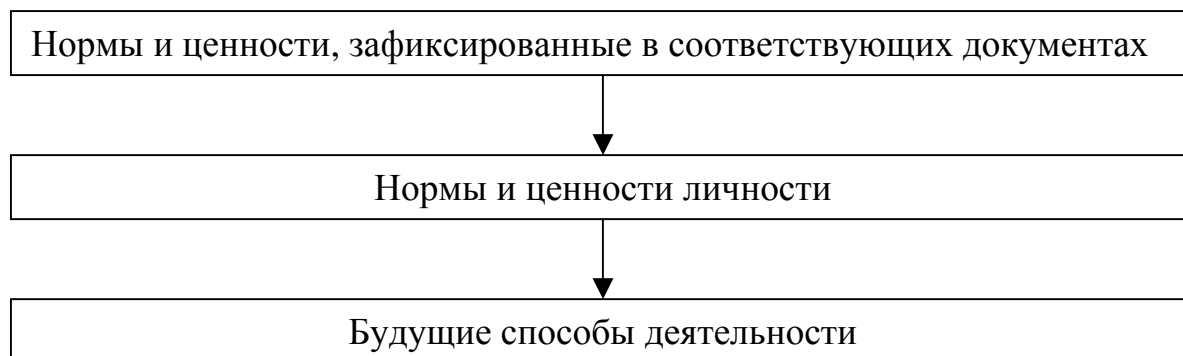 Нормы и ценности, зафиксированные в соответствующих документах
Нормы и ценности личности
Будущие способы деятельности